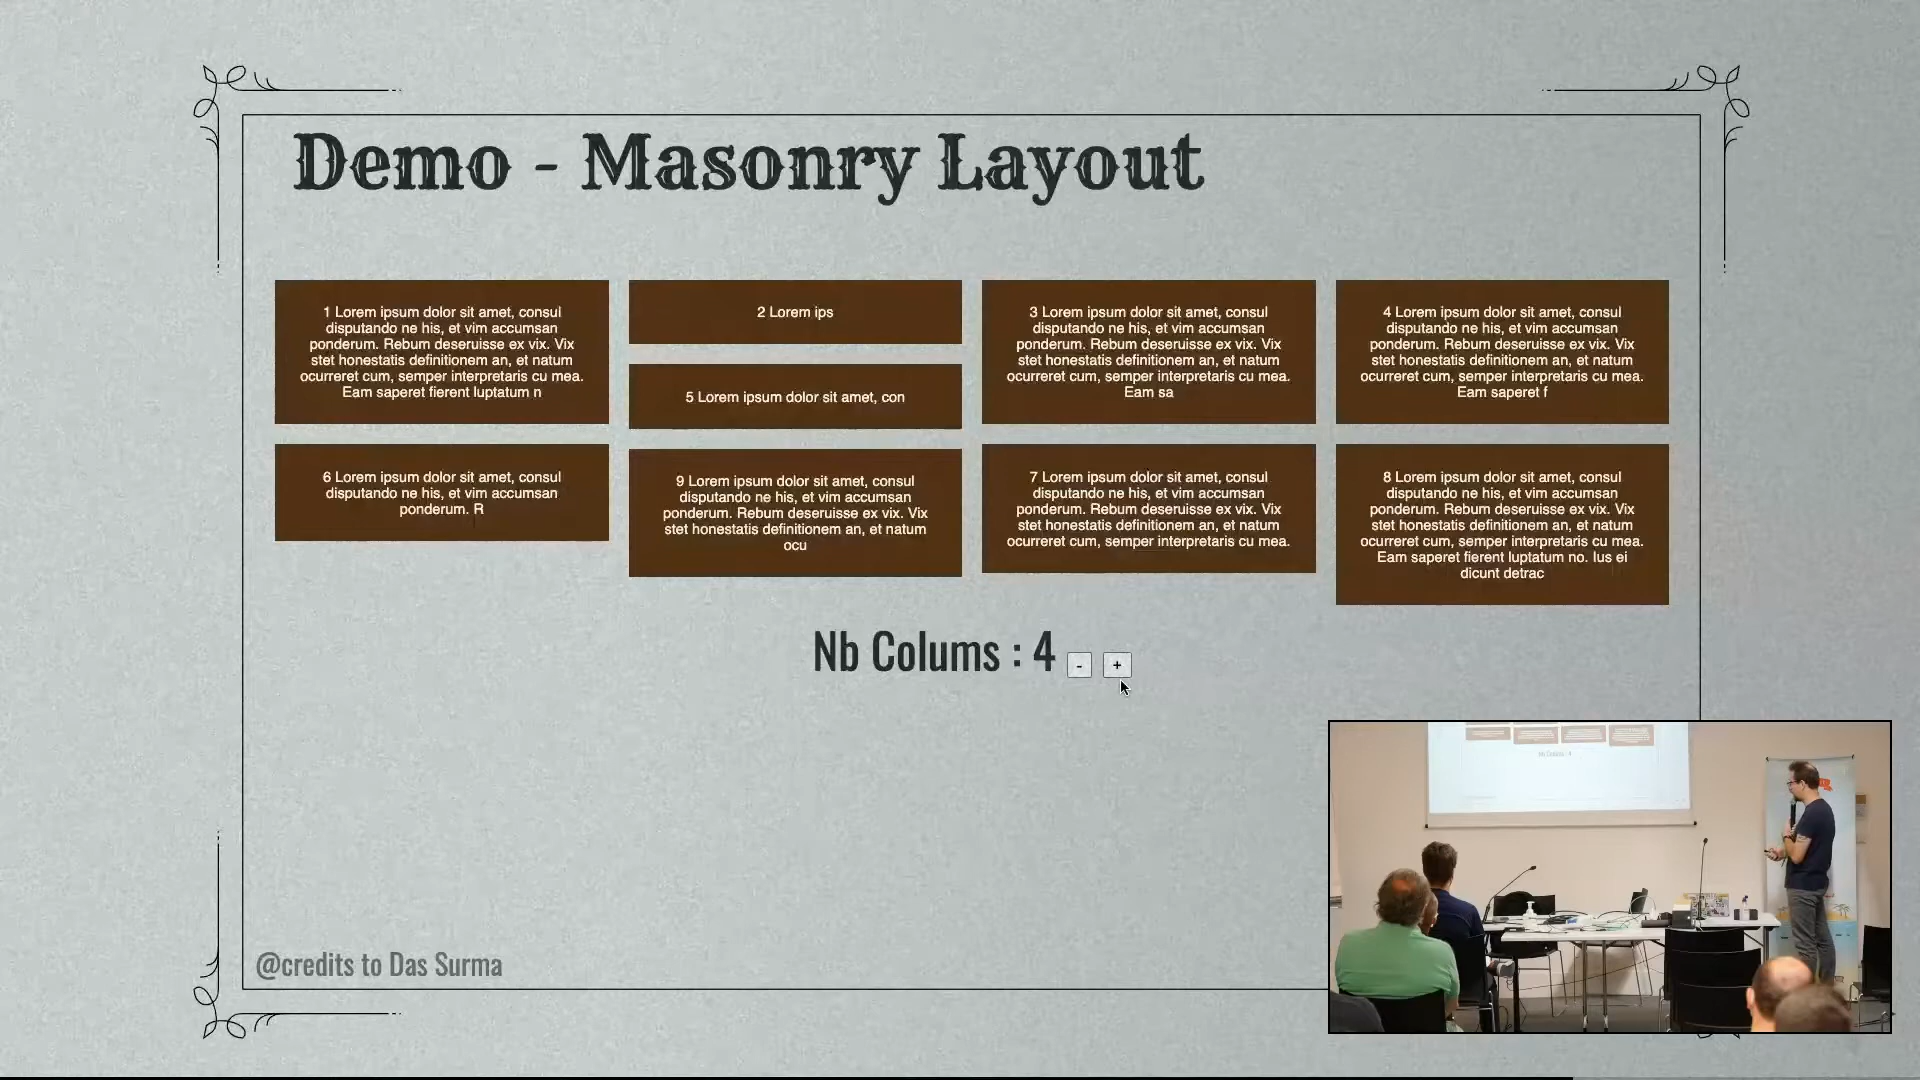 Demo - Masonry Layout
1 Lorem ipsum dolor sit amet, consul
disputando ne his, et vim accumsan
ponderum. Rebum deseruisse ex vix. Vix
stet honestatis definitionem an, et natum
ocurreret cum, semper interpretaris cu mea.
Eam saperet fierent luptatum n
2 Lorem ips
3 Lorem ipsum dolor sit amet, consul
disputando ne his, et vim accumsan
ponderum. Rebum deseruisse ex vix. Vix
stet honestatis definitionem an, et natum
ocurreret cum, semper interpretaris cu mea.
Eam sa
4 Lorem ipsum dolor sit amet, consul
disputando ne his, et vim accumsan
ponderum. Rebum deseruisse ex vix. Vix
stet honestatis definitionem an, et natum
ocurreret cum, semper interpretaris cu mea.
Eam saperet f
5 Lorem ipsum dolor sit amet, con
6 Lorem ipsum dolor sit amet, consul
disputando ne his, et vim accumsan
ponderum. R
9 Lorem ipsum dolor sit amet, consul
disputando ne his, et vim accumsan
ponderum. Rebum deseruisse ex vix. Vix
stet honestatis definitionem an, et natum
ocu
7 Lorem ipsum dolor sit amet, consul
disputando ne his, et vim accumsan
ponderum. Rebum deseruisse ex vix. Vix
stet honestatis definitionem an, et natum
ocurreret cum, semper interpretaris cu mea.
8 Lorem ipsum dolor sit amet, consul
disputando ne his, et vim accumsan
ponderum. Rebum deseruisse ex vix. Vix
stet honestatis definitionem an, et natum
ocurreret cum, semper interpretaris cu mea.
Eam saperet fierent luptatum no. Ius ei
dicunt detrac
Nb Colums : 4 - +
Nb Colums : 4
@credits to Das Surma